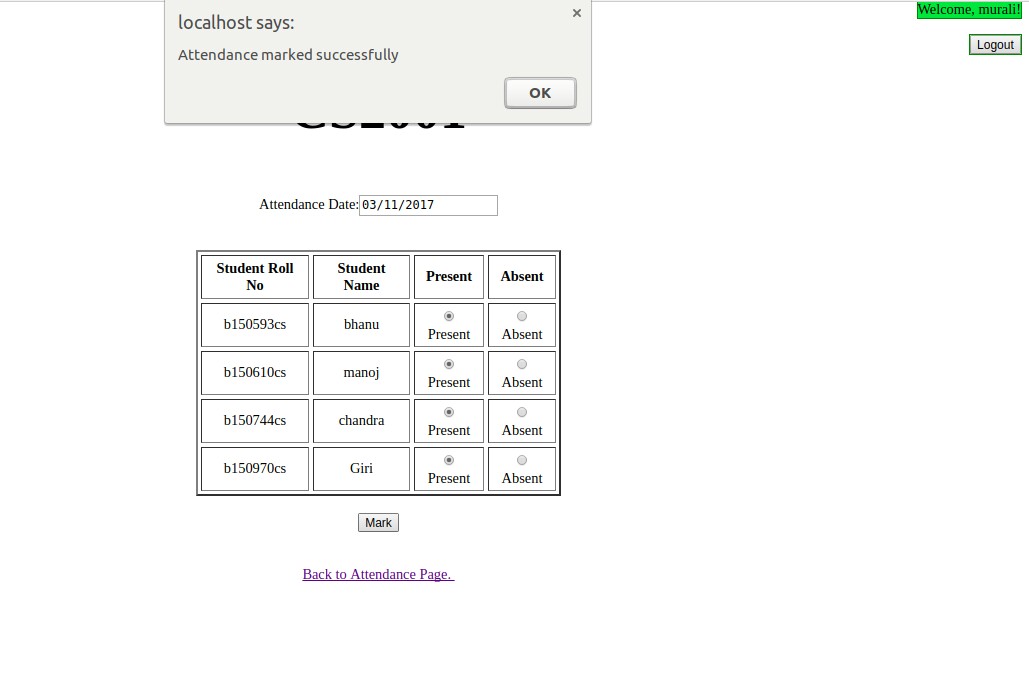 localhost says:
×
Attendance marked successfully
OK
Welcome, murali!
Logout
Attendance Date: 03/11/2017
Student Roll No Student Name Present Absent
b150593cs bhanu Present Absent
b150610cs manoj Present Absent
b150744cs chandra Present Absent
b150970cs Giri Present Absent
Mark
Back to Attendance Page.